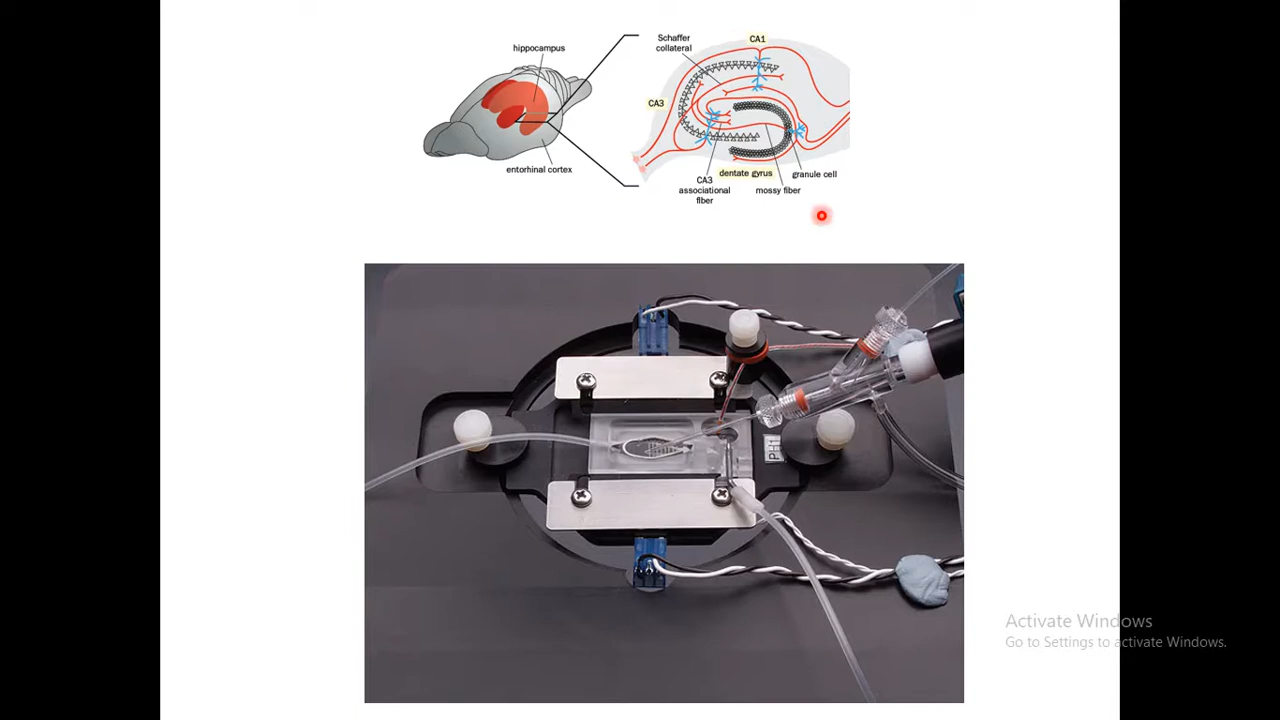 hippocampus
entorhinal cortex
Schaffer
collateral
CA1
CA3
CA3
associational
fiber
dentate gyrus
mossy fiber
granule cell
PH1
Activate Windows
Go to Settings to activate Windows.